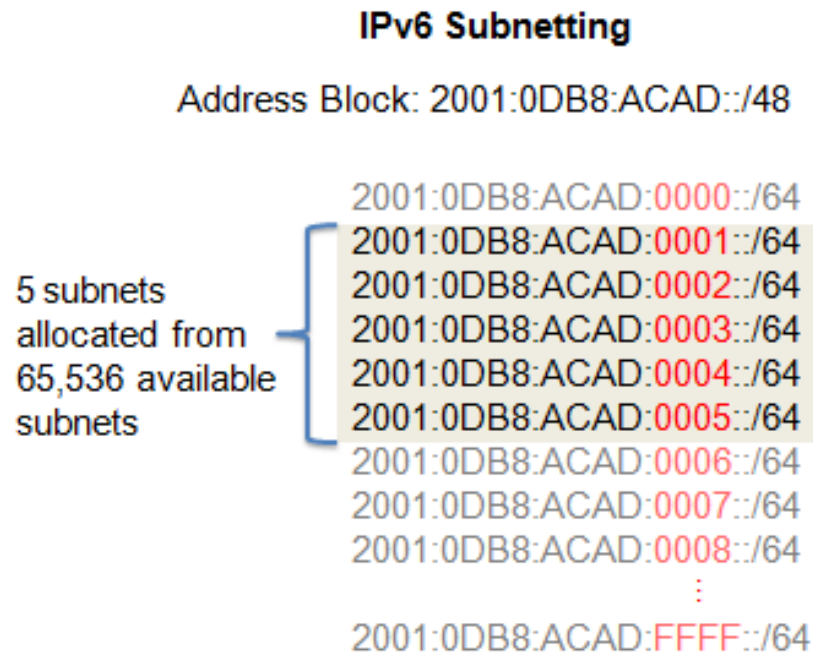 IPv6 Subnetting
Address Block: 2001:0DB8:ACAD::/48
2001:0DB8:ACAD:0000::/64
2001:0DB8:ACAD:0001::/64
2001:0DB8:ACAD:0002::/64
2001:0DB8:ACAD:0003::/64
2001:0DB8:ACAD:0004::/64
2001:0DB8:ACAD:0005::/64
2001:0DB8:ACAD:0006::/64
2001:0DB8:ACAD:0007::/64
2001:0DB8:ACAD:0008::/64
⋮
2001:0DB8:ACAD:FFFF::/64
5 subnets
allocated from
65,536 available
subnets